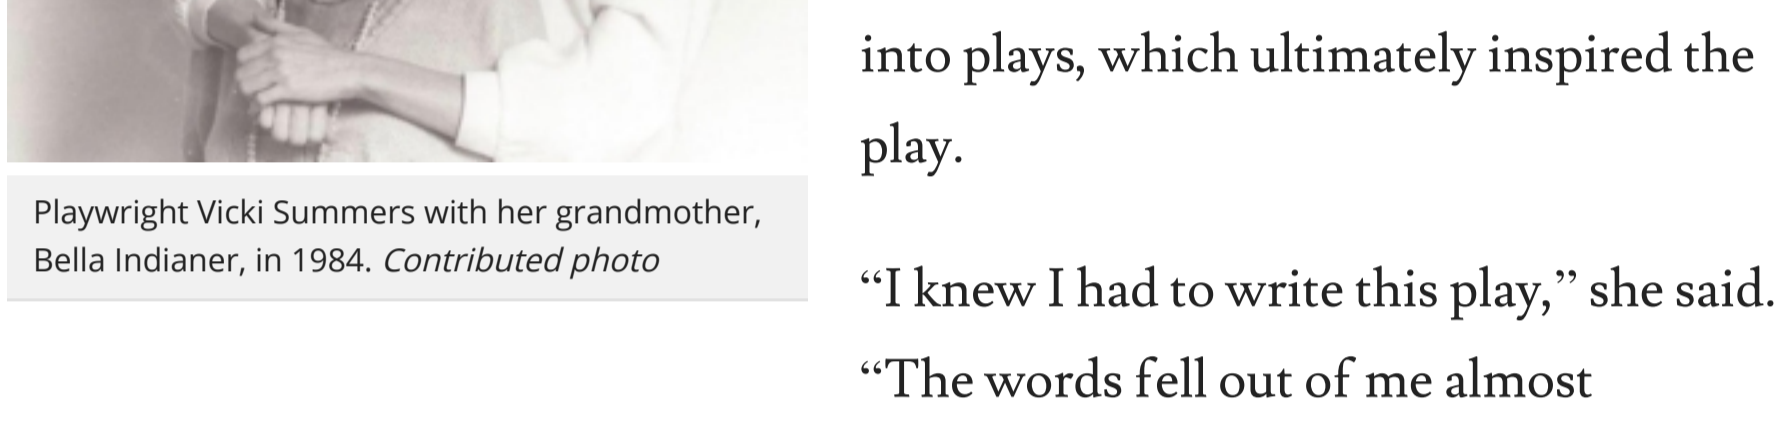 Playwright Vicki Summers with her grandmother,
Bella Indianer, in 1984. Contributed photo
into plays, which ultimately inspired the
play.
“I knew I had to write this play,” she said.
“The words fell out of me almost